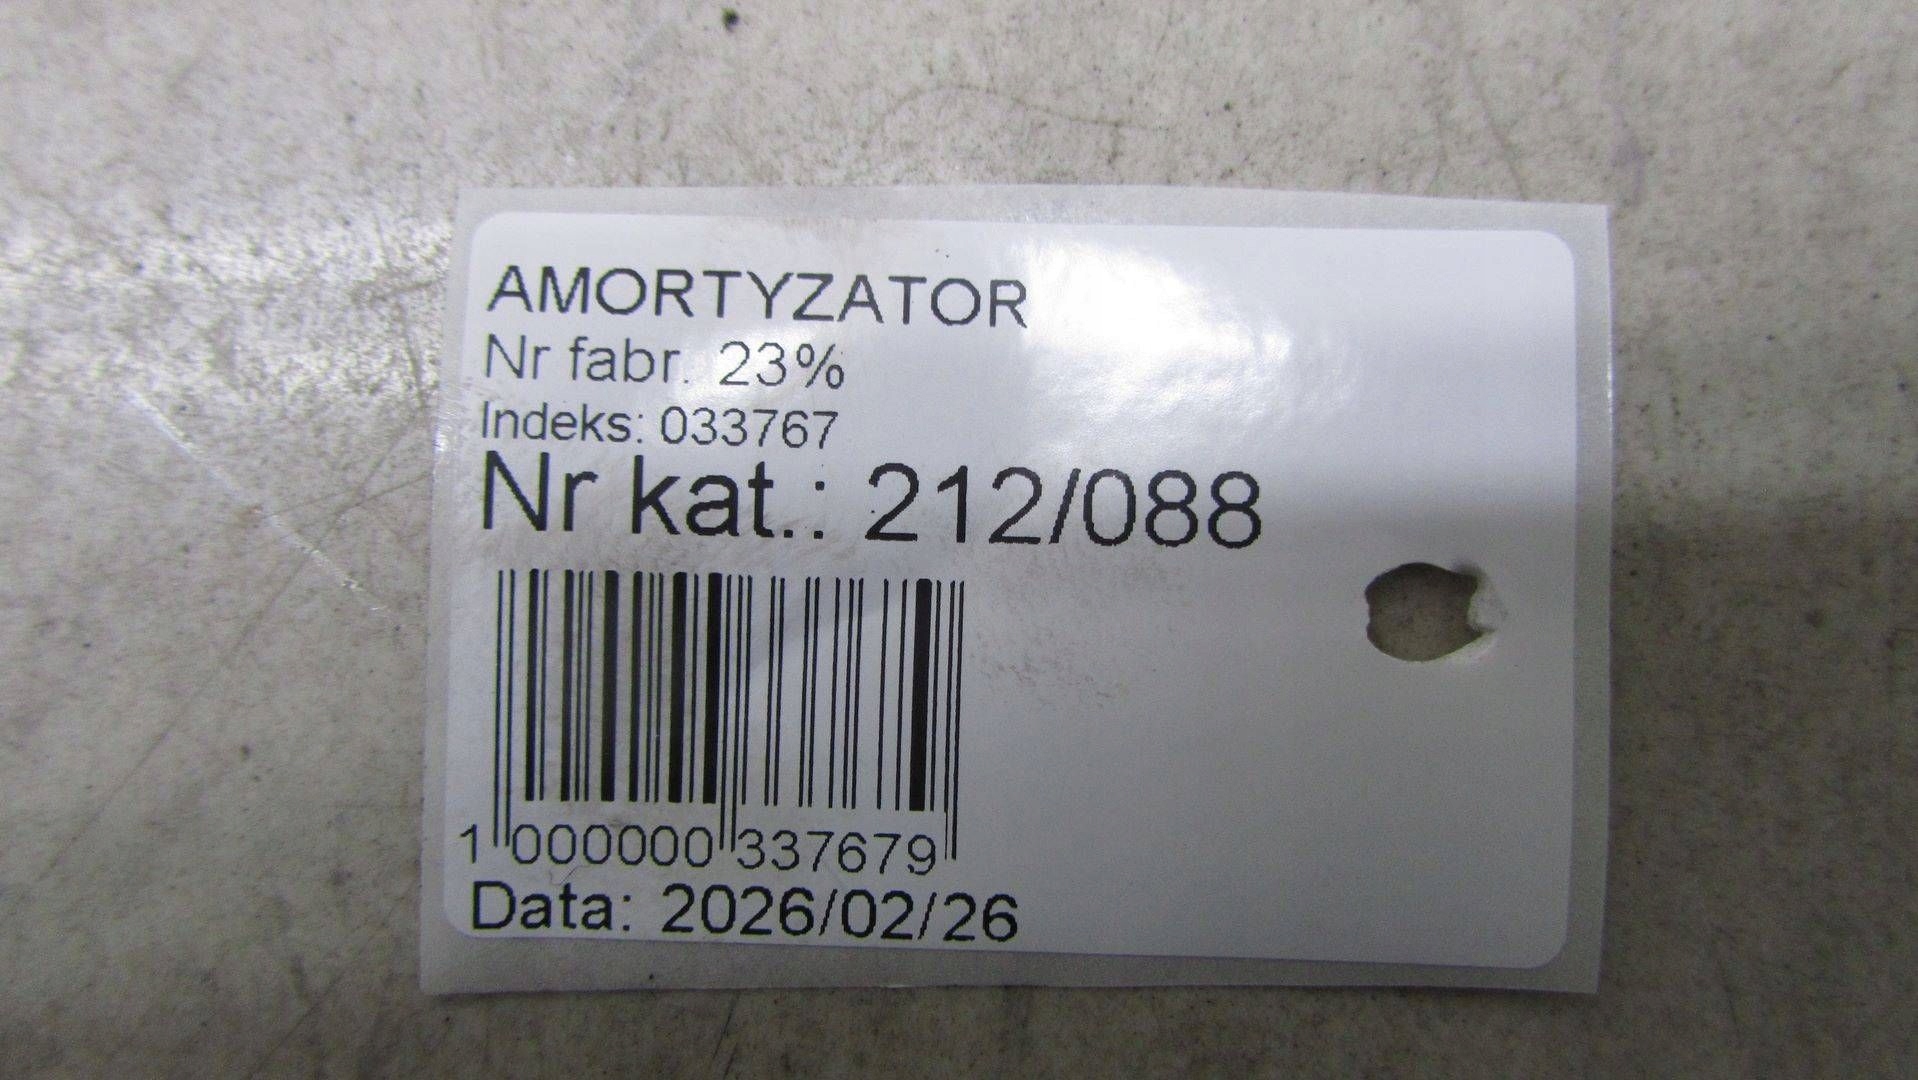 AMORTYZATOR
Nr fabr. 23%
Indeks: 033767
Nr kat.: 212/088
1 000000 337679
Data: 2026/02/26